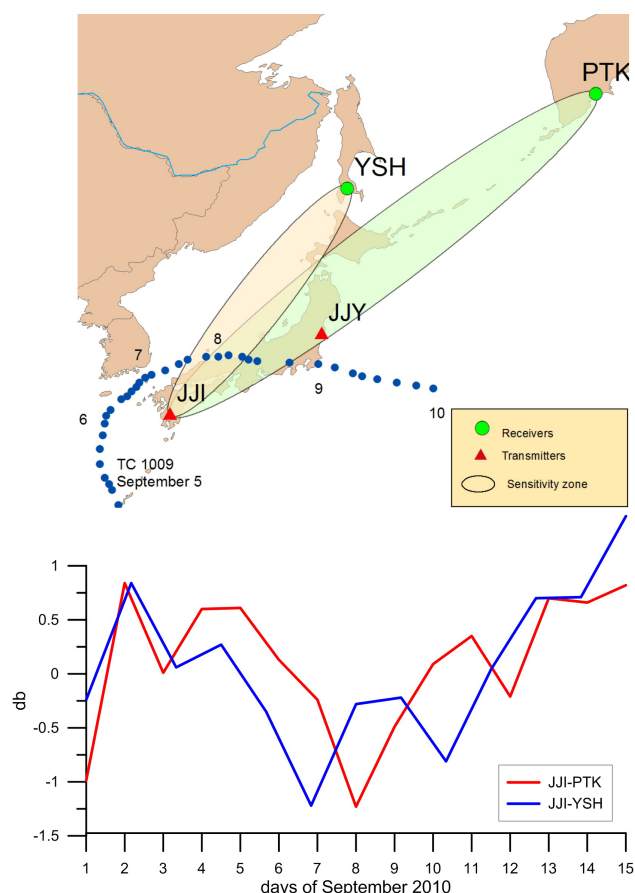 PTK
YSH
JJY
8
7
JJI
9
6
10
TC 1009
September 5
Receivers
Transmitters
Sensitivity zone
1
0.5
0
-0.5
-1
-1.5
db
JJI-PTK
JJI-YSH
1 2 3 4 5 6 7 8 9 10 11 12 13 14 15
days of September 2010